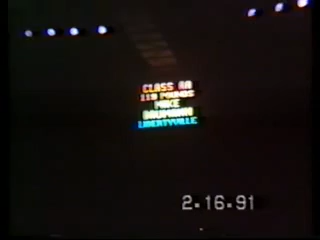 CLASS AA
119 POUNDS
MIKE
LIBERTYVILLE
2.16.91